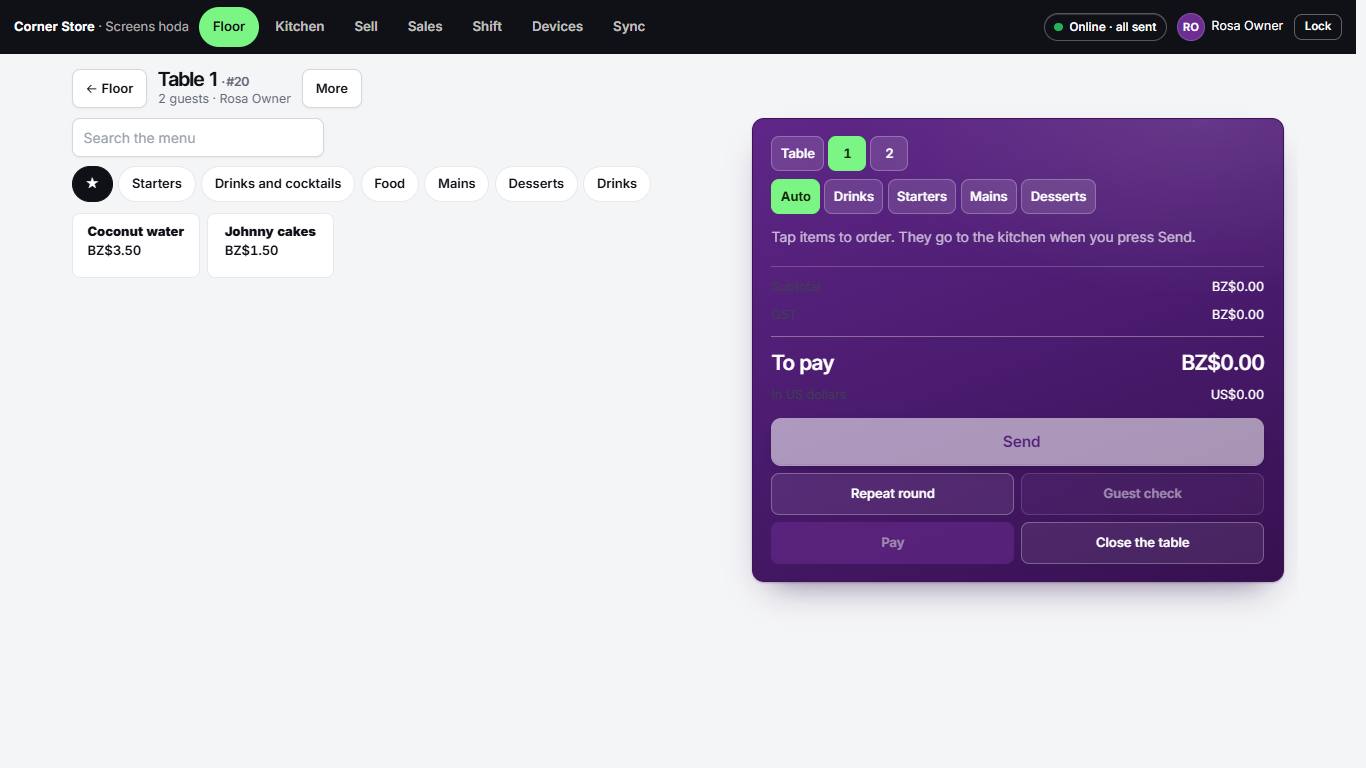 Corner Store · Screens hoda Floor Kitchen Sell Sales Shift Devices Sync Online · all sent RO Rosa Owner Lock
← Floor Table 1 · #20 More
2 guests · Rosa Owner
Search the menu
★ Starters Drinks and cocktails Food Mains Desserts Drinks
Coconut water Johnny cakes
BZ$3.50 BZ$1.50
Table 1 2
Auto Drinks Starters Mains Desserts
Tap items to order. They go to the kitchen when you press Send.
Subtotal BZ$0.00
GST BZ$0.00
To pay BZ$0.00
In US dollars US$0.00
Send
Repeat round Guest check
Pay Close the table